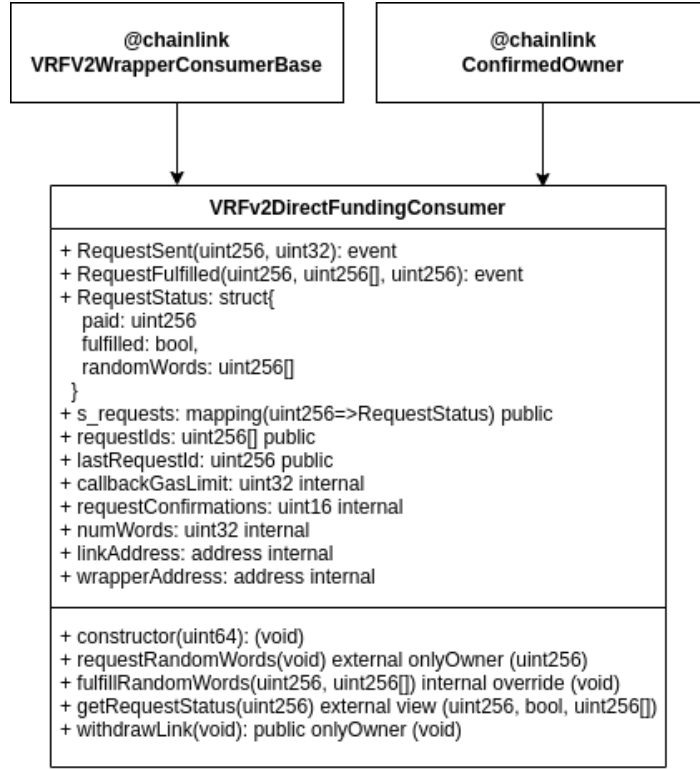 @chainlink
VRFV2WrapperConsumerBase
@chainlink
ConfirmedOwner
VRFv2DirectFundingConsumer
+ RequestSent(uint256, uint32): event
+ RequestFulfilled(uint256, uint256[], uint256): event
+ RequestStatus: struct{
paid: uint256
fulfilled: bool,
randomWords: uint256[]
}
+ s_requests: mapping(uint256=>RequestStatus) public
+ requestIds: uint256[] public
+ lastRequestId: uint256 public
+ callbackGasLimit: uint32 internal
+ requestConfirmations: uint16 internal
+ numWords: uint32 internal
+ linkAddress: address internal
+ wrapperAddress: address internal
+ constructor(uint64): (void)
+ requestRandomWords(void) external onlyOwner (uint256)
+ fulfillRandomWords(uint256, uint256[]) internal override (void)
+ getRequestStatus(uint256) external view (uint256, bool, uint256[])
+ withdrawLink(void): public onlyOwner (void)